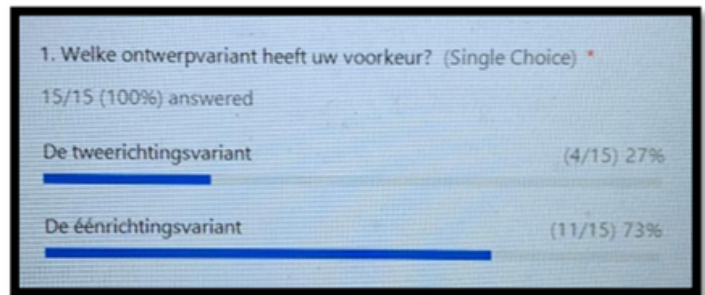 1. Welke ontwerpvariant heeft uw voorkeur? (Single Choice) *
15/15 (100%) answered
De tweerichtingsvariant (4/15) 27%
De éénrichtingsvariant (11/15) 73%